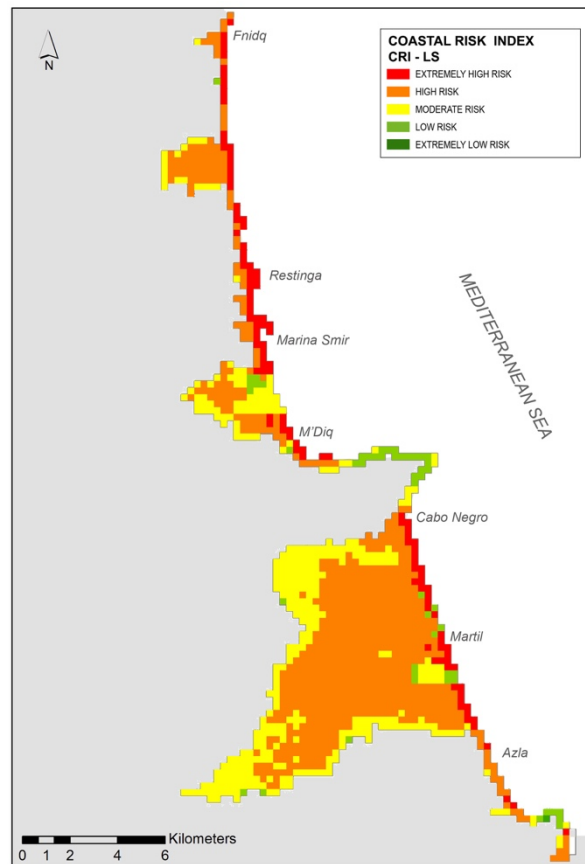 Fnidq
N
COASTAL RISK INDEX
CRI - LS
EXTREMELY HIGH RISK
HIGH RISK
MODERATE RISK
LOW RISK
EXTREMELY LOW RISK
Restinga
MEDITERRANEAN SEA
Marina Smir
M'Diq
Cabo Negro
Martil
Azla
Kilometers
0 1 2 4 6